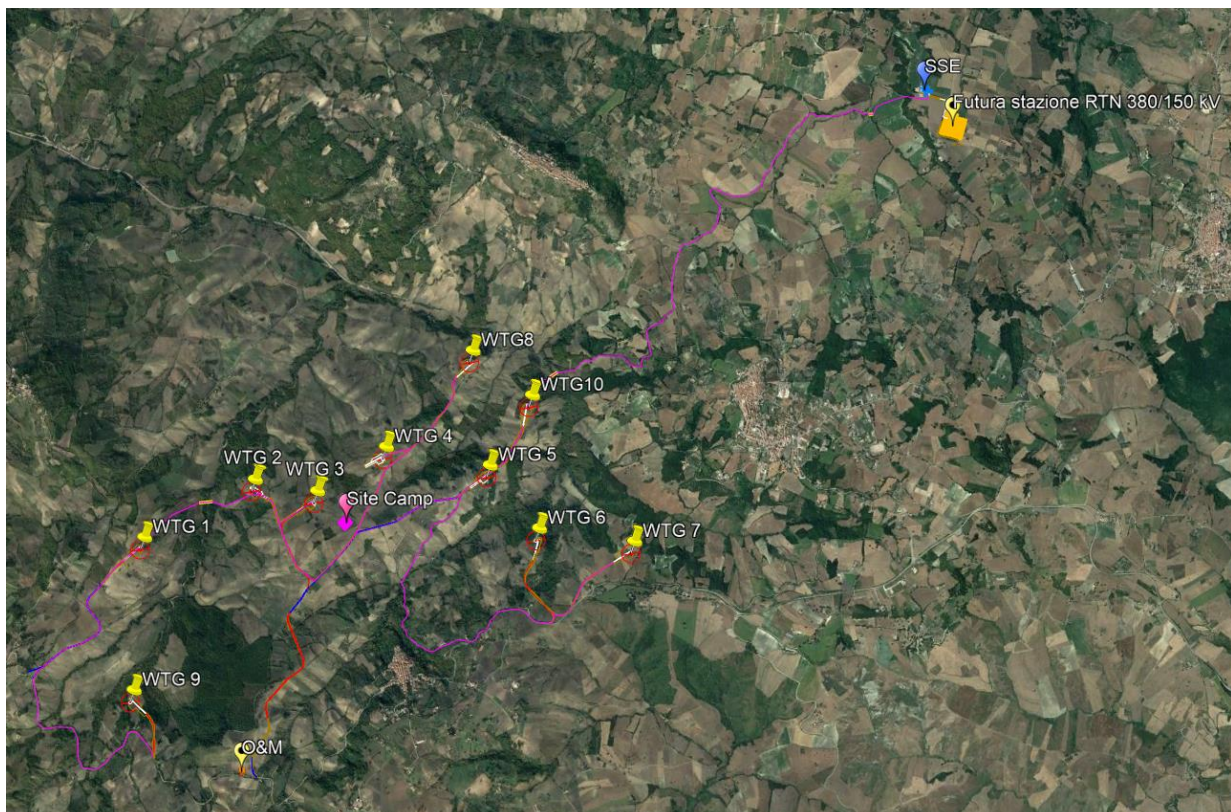 SSE
Futura stazione RTN 380/150 kV
WTG8
WTG10
WTG 4
WTG 5
WTG 2
WTG 3
Site Camp
WTG 1
WTG 6
WTG 7
WTG 9
O&M